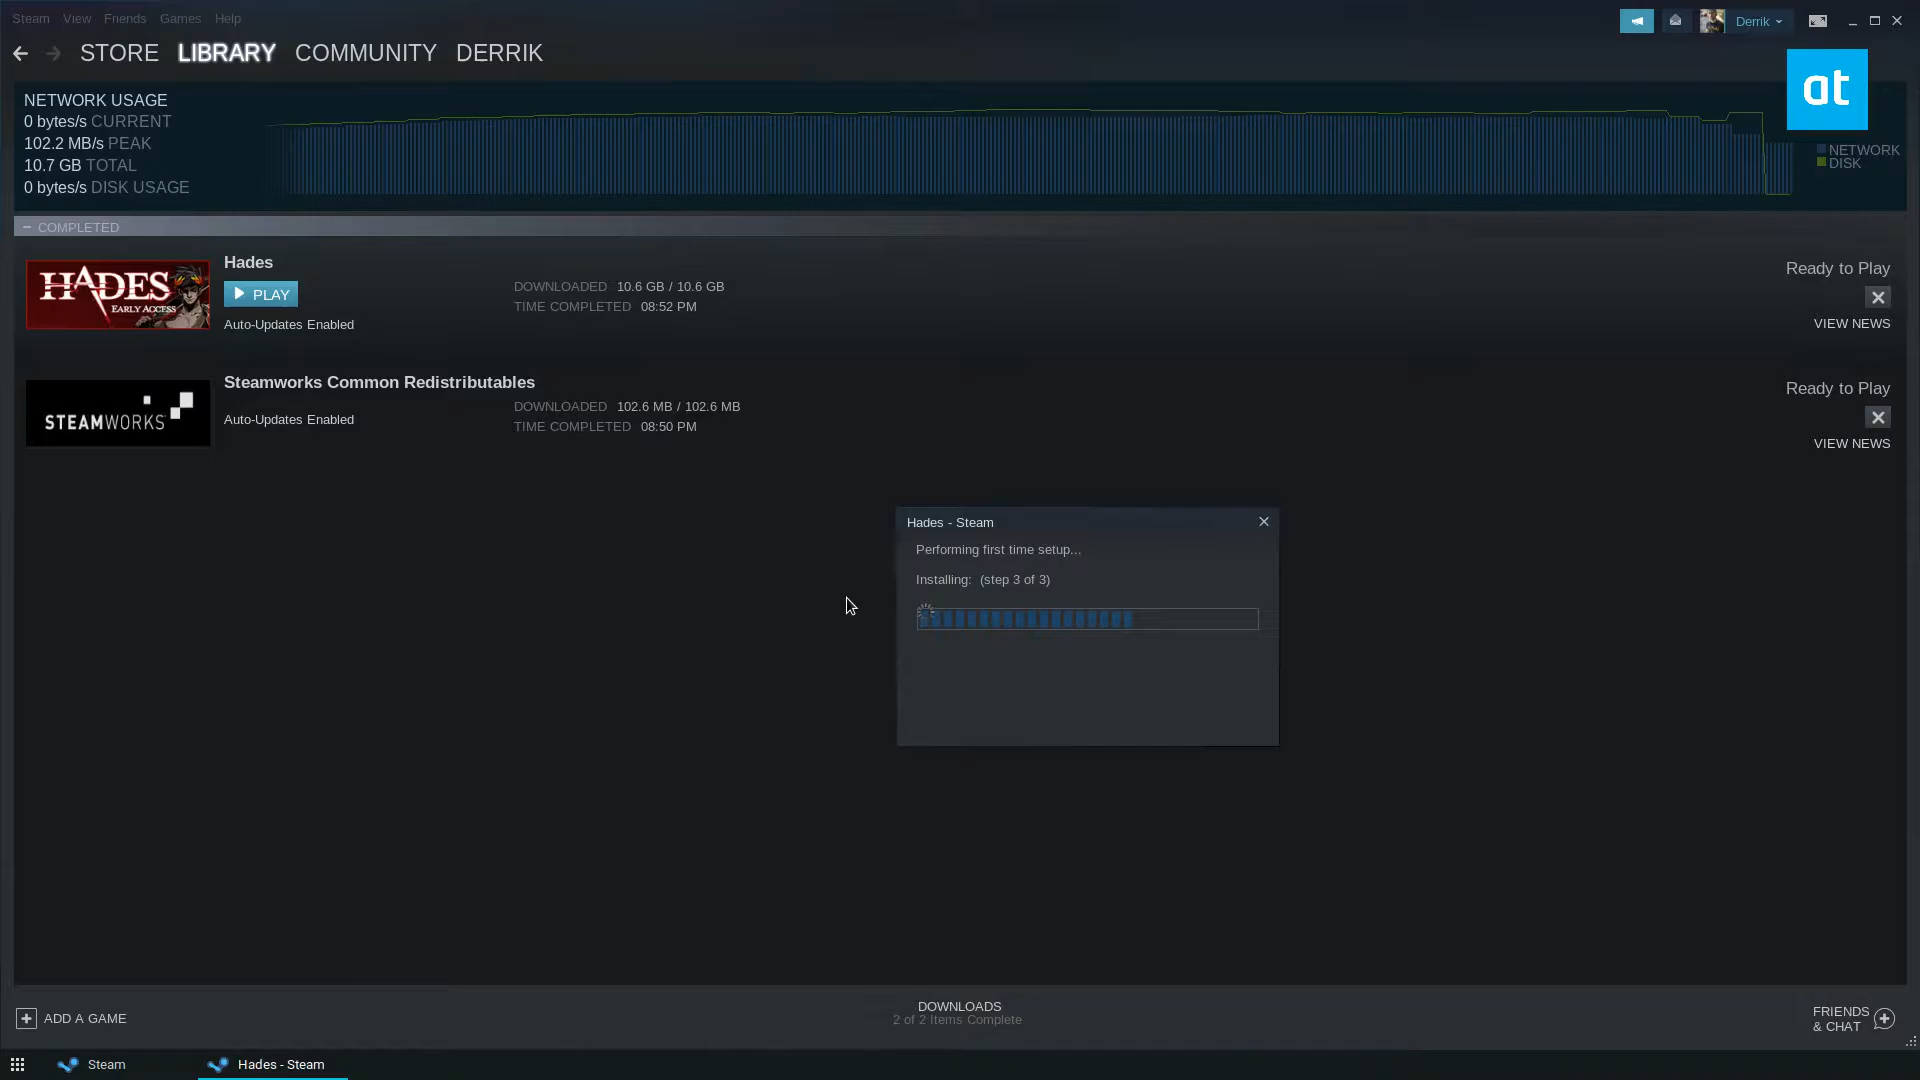 Steam View Friends Games Help
Derrik
STORE LIBRARY COMMUNITY DERRIK
at
NETWORK USAGE
0 bytes/s CURRENT
102.2 MB/s PEAK
10.7 GB TOTAL
0 bytes/s DISK USAGE
NETWORK
DISK
COMPLETED
HADES
EARLY ACCESS
Hades
PLAY
Auto-Updates Enabled
DOWNLOADED 10.6 GB / 10.6 GB
TIME COMPLETED 08:52 PM
Ready to Play
VIEW NEWS
STEAMWORKS
Steamworks Common Redistributables
Auto-Updates Enabled
DOWNLOADED 102.6 MB / 102.6 MB
TIME COMPLETED 08:50 PM
Ready to Play
VIEW NEWS
Hades - Steam
Performing first time setup...
Installing: (step 3 of 3)
ADD A GAME
DOWNLOADS
2 of 2 Items Complete
FRIENDS
& CHAT
Steam
Hades - Steam